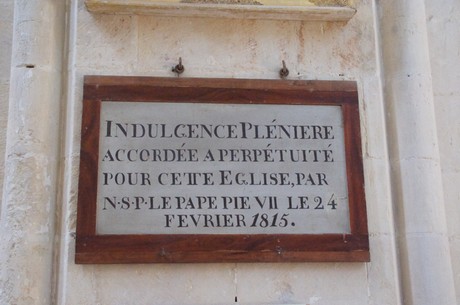 INDULGENCE PLÉNIERE
ACCORDÉE A PERPÉTUITÉ
POUR CETTE EGLISE, PAR
N·S·P·LE PAPE PIE VII LE 24
FEVRIER 1815.